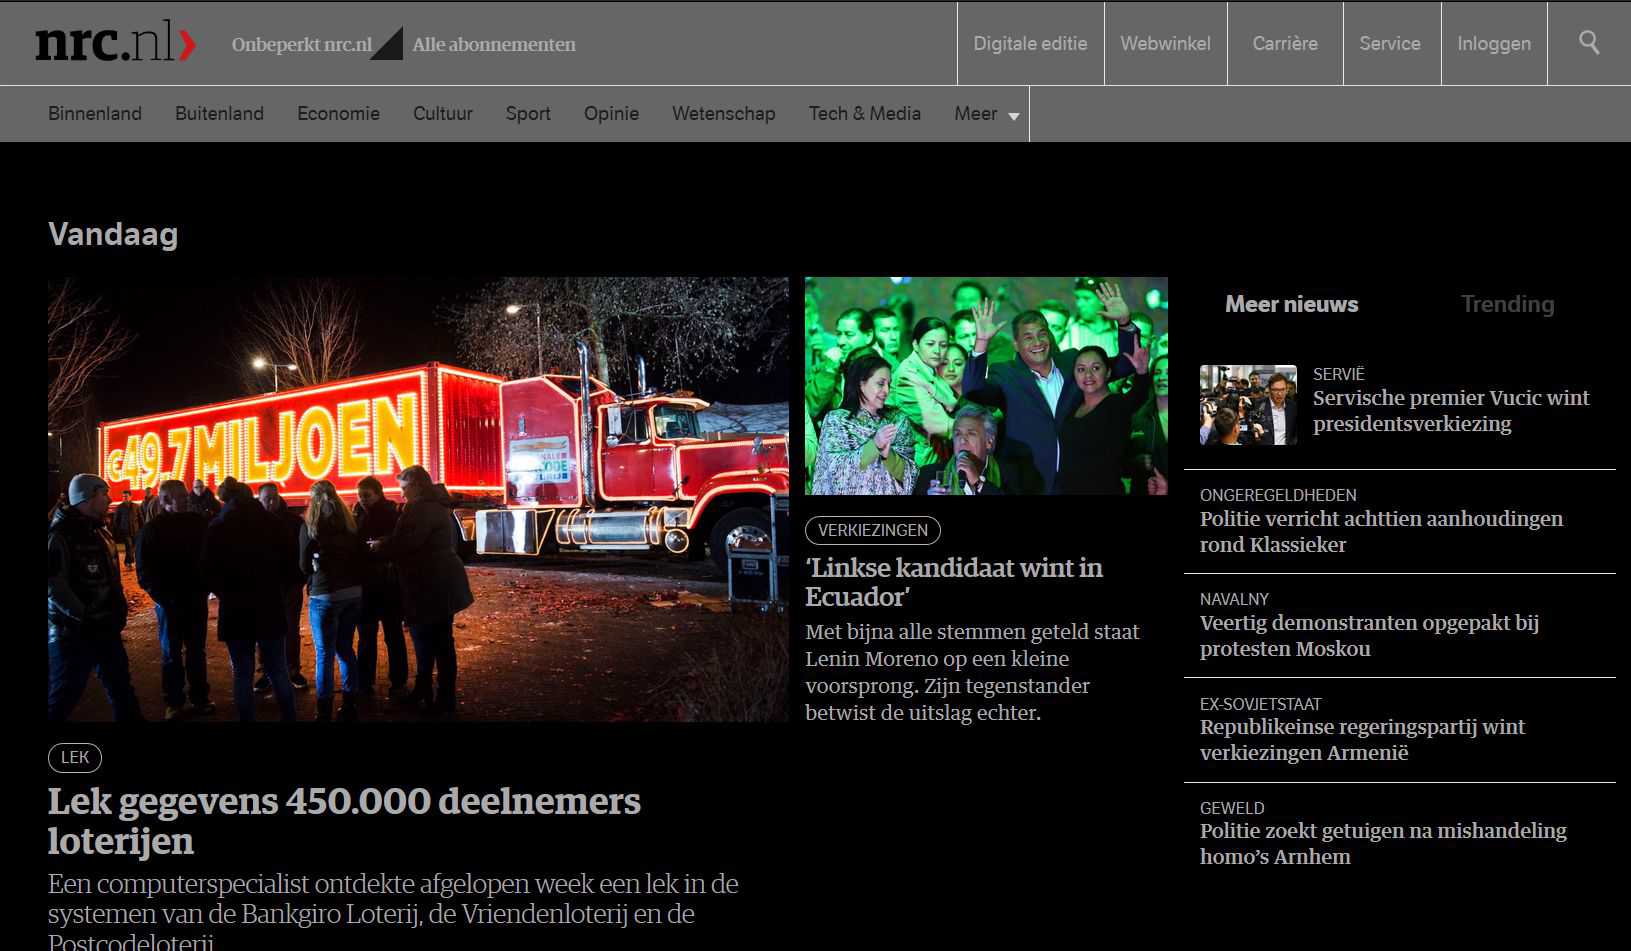 nrc.nl
Onbeperkt nrc.nl
Alle abonnementen
Digitale editie
Webwinkel
Carrière
Service
Inloggen
Binnenland
Buitenland
Economie
Cultuur
Sport
Opinie
Wetenschap
Tech & Media
Meer
Vandaag
€49.7 MILJOEN
LEK
Lek gegevens 450.000 deelnemers
loterijen
Een computerspecialist ontdekte afgelopen week een lek in de
systemen van de Bankgiro Loterij, de Vriendenloterij en de
Postcodeloterij
VERKIEZINGEN
‘Linkse kandidaat wint in
Ecuador’
Met bijna alle stemmen geteld staat
Lenin Moreno op een kleine
voorsprong. Zijn tegenstander
betwist de uitslag echter.
Meer nieuws
Trending
SERVIË
Servische premier Vucic wint
presidentsverkiezing
ONGEREGELDHEDEN
Politie verricht achttien aanhoudingen
rond Klassieker
NAVALNY
Veertig demonstranten opgepakt bij
protesten Moskou
EX-SOVJETSTAAT
Republikeinse regeringspartij wint
verkiezingen Armenië
GEWELD
Politie zoekt getuigen na mishandeling
homo’s Arnhem